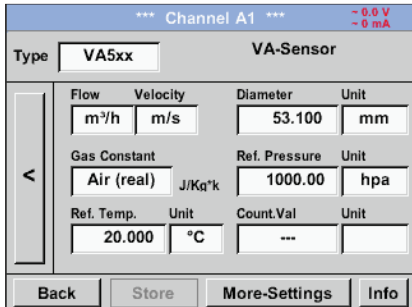 *** Channel A1 ***
~ 0.0 V
~ 0 mA
Type VA5xx VA-Sensor
Flow Velocity Diameter Unit
m³/h m/s 53.100 mm
Gas Constant Ref. Pressure Unit
< Air (real) J/Kg*k 1000.00 hpa
Ref. Temp. Unit Count.Val Unit
20.000 °C ---
Back Store More-Settings Info